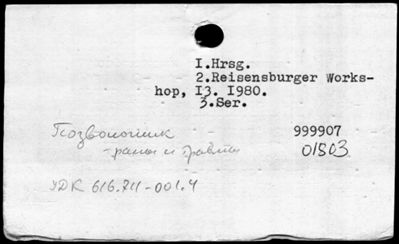 I.Hrsg.
2.Reisensburger Works-
hop, I3. I980.
3.Ser.
Позвоночник 999907
-раны и травмы 01503
УДК 616.711-001.4